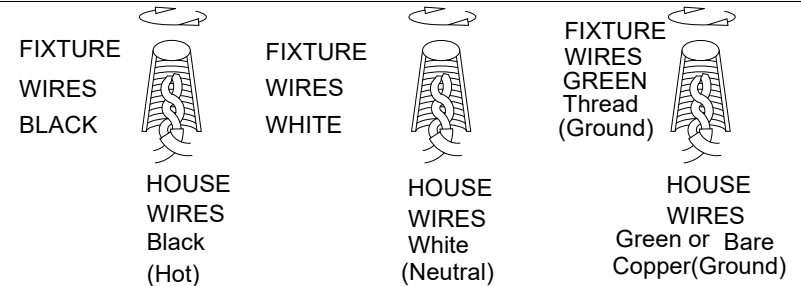 FIXTURE
WIRES
BLACK
HOUSE
WIRES
Black
(Hot)
FIXTURE
WIRES
WHITE
HOUSE
WIRES
White
(Neutral)
FIXTURE
WIRES
GREEN
Thread
(Ground)
HOUSE
WIRES
Green or Bare
Copper(Ground)